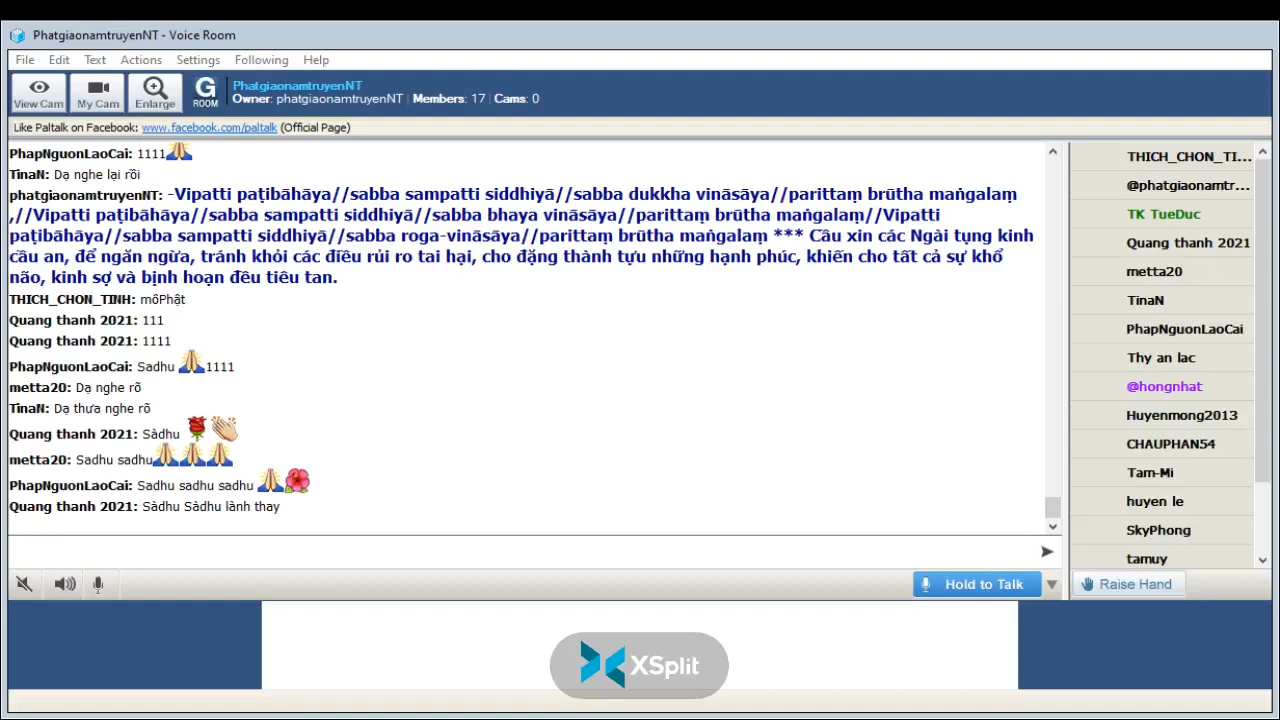 PhatgiaonamtruyenNT - Voice Room
File Edit Text Actions Settings Following Help
View Cam
My Cam
Enlarge
G ROOM
PhatgiaonamtruyenNT
Owner: phatgiaonamtruyenNT | Members: 17 | Cams: 0
Like Paltalk on Facebook: www.facebook.com/paltalk (Official Page)
PhapNguonLaoCai: 1111
TinaN: Dạ nghe lại rồi
phatgiaonamtruyenNT: -Vipatti paṭibāhāya//sabba sampatti siddhiyā//sabba dukkha vināsāya//parittaṃ brūtha maṅgalaṃ
,//Vipatti paṭibāhāya//sabba sampatti siddhiyā//sabba bhaya vināsāya//parittaṃ brūtha maṅgalaṃ//Vipatti
paṭibāhāya//sabba sampatti siddhiyā//sabba roga-vināsāya//parittaṃ brūtha maṅgalaṃ *** Cầu xin các Ngài tụng kinh
cầu an, để ngăn ngừa, tránh khỏi các điều rủi ro tai hại, cho đặng thành tựu những hạnh phúc, khiến cho tất cả sự khổ
não, kinh sợ và bịnh hoạn đều tiêu tan.
THICH_CHON_TINH: môPhật
Quang thanh 2021: 111
Quang thanh 2021: 1111
PhapNguonLaoCai: Sadhu 1111
metta20: Dạ nghe rõ
TinaN: Dạ thưa nghe rõ
Quang thanh 2021: Sàdhu
metta20: Sadhu sadhu
PhapNguonLaoCai: Sadhu sadhu sadhu
Quang thanh 2021: Sàdhu Sàdhu lành thay
THICH_CHON_TI...
@phatgiaonamtr...
TK TueDuc
Quang thanh 2021
metta20
TinaN
PhapNguonLaoCai
Thy an lac
@hongnhat
Huyenmong2013
CHAUPHAN54
Tam-Mi
huyen le
SkyPhong
tamuy
Hold to Talk
Raise Hand
XSplit